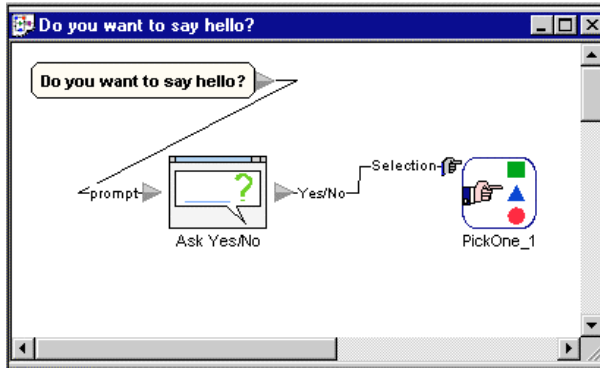 Do you want to say hello?
Do you want to say hello?
prompt
?
Yes/No
Selection
Ask Yes/No
PickOne_1